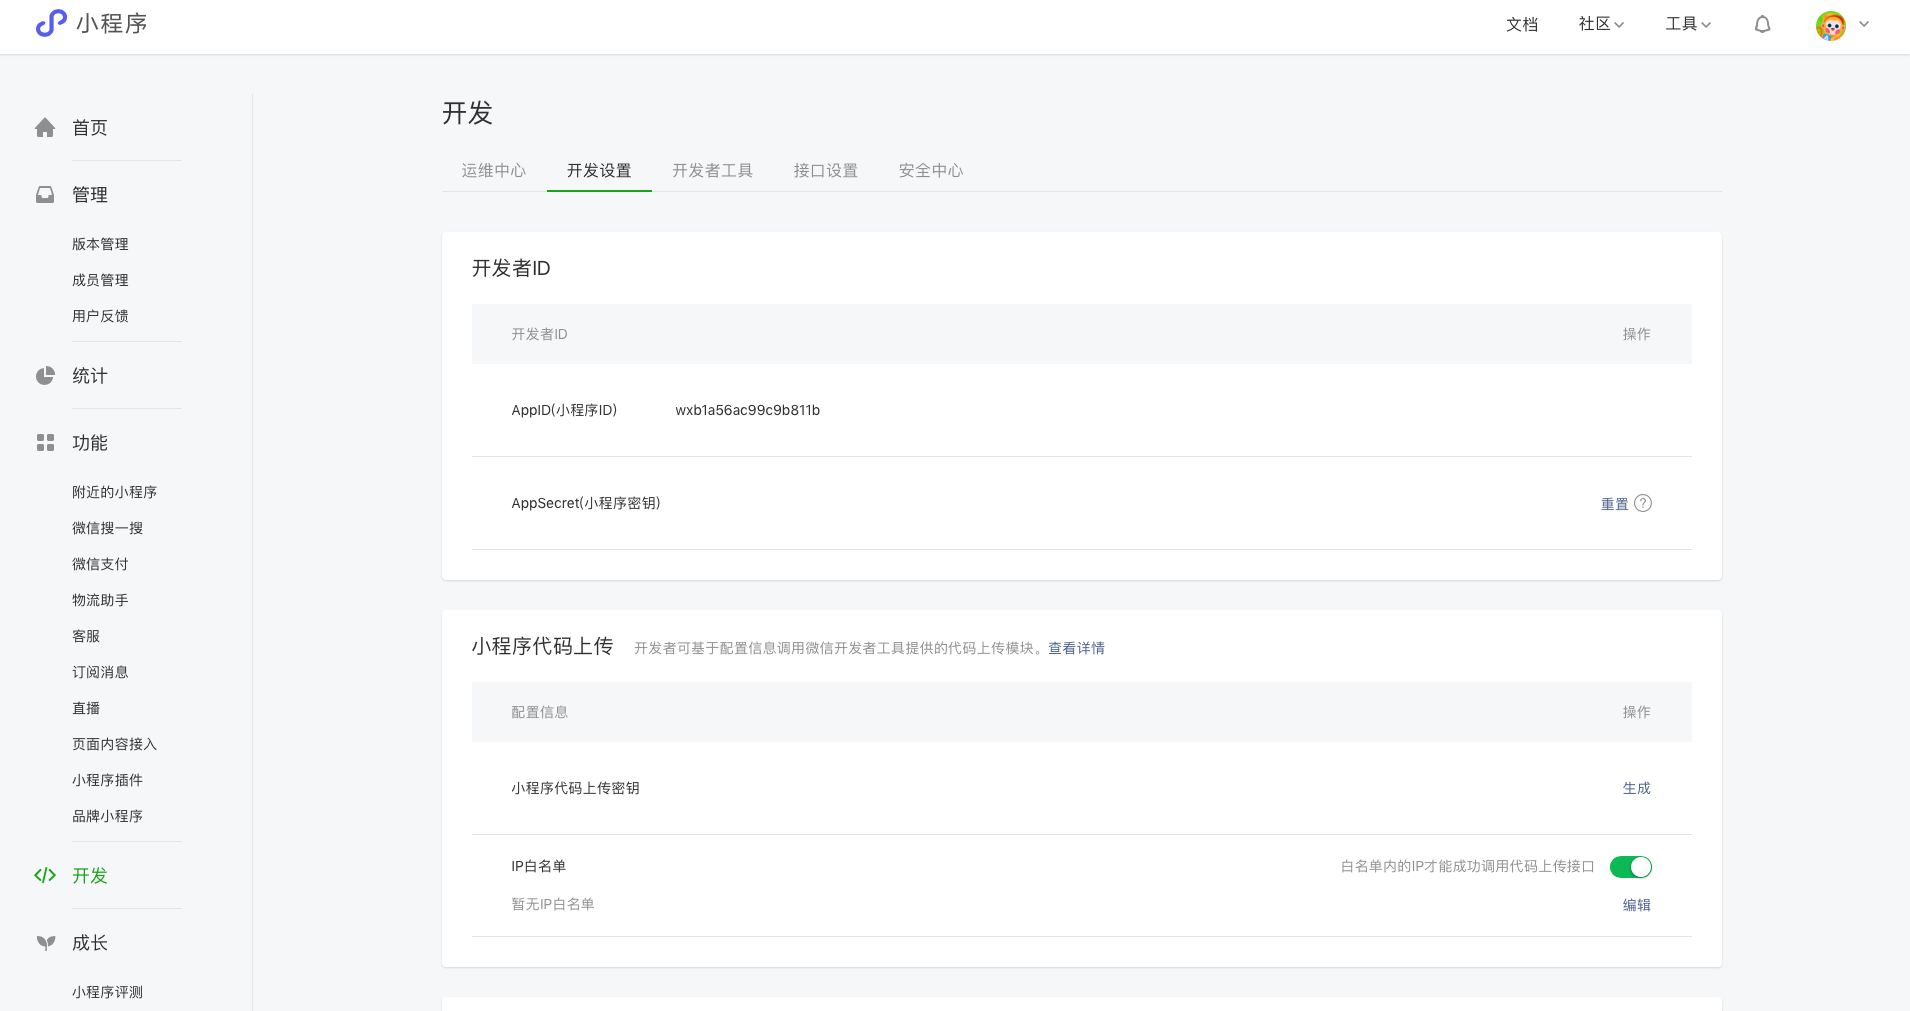 小程序
文档
社区
工具
首页
管理
版本管理
成员管理
用户反馈
统计
功能
附近的小程序
微信搜一搜
微信支付
物流助手
客服
订阅消息
直播
页面内容接入
小程序插件
品牌小程序
开发
成长
小程序评测
开发
运维中心 开发设置 开发者工具 接口设置 安全中心
开发者ID
开发者ID 操作
AppID(小程序ID) wxb1a56ac99c9b811b
AppSecret(小程序密钥) 重置 ?
小程序代码上传 开发者可基于配置信息调用微信开发者工具提供的代码上传模块。查看详情
配置信息 操作
小程序代码上传密钥 生成
IP白名单 白名单内的IP才能成功调用代码上传接口
暂无IP白名单 编辑